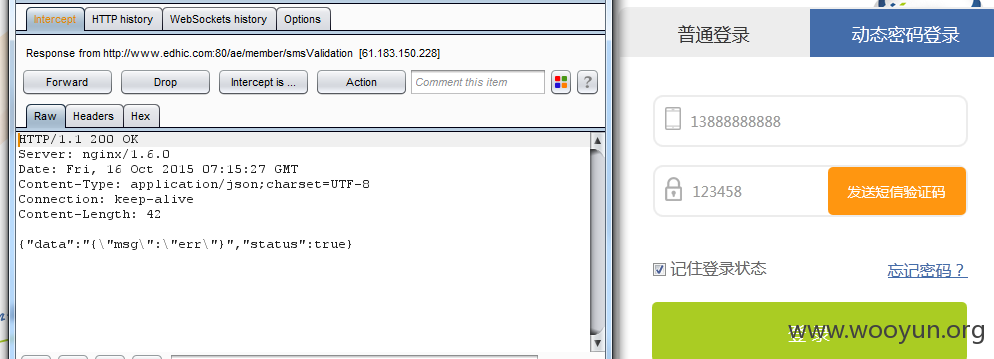 Intercept HTTP history WebSockets history Options
Response from http://www.edhic.com:80/ae/member/smsValidation [61.183.150.228]
Forward Drop Intercept is ... Action Comment this item ?
Raw Headers Hex
HTTP/1.1 200 OK
Server: nginx/1.6.0
Date: Fri, 16 Oct 2015 07:15:27 GMT
Content-Type: application/json;charset=UTF-8
Connection: keep-alive
Content-Length: 42
{"data":"{\"msg\":\"err\"}","status":true}
普通登录 动态密码登录
13888888888
123458 发送短信验证码
记住登录状态 忘记密码？
登 录
www.wooyun.org